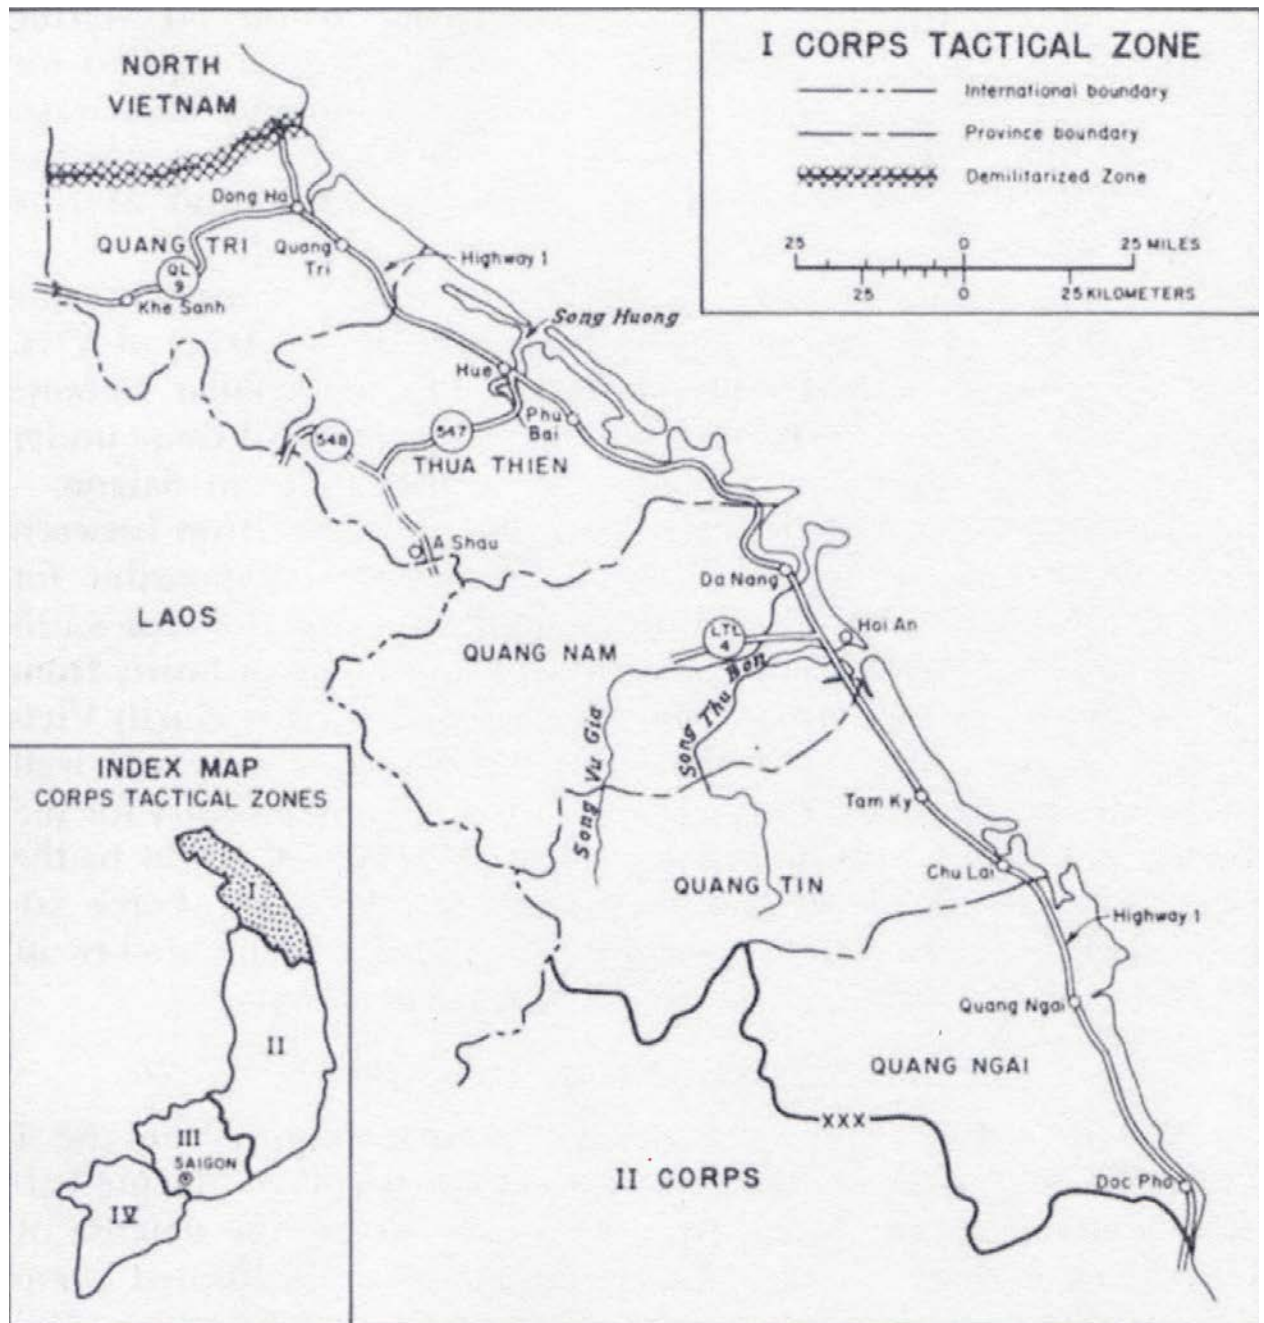 I CORPS TACTICAL ZONE
International boundary
Province boundary
Demilitarized Zone
25 0 25 MILES
25 0 25 KILOMETERS
NORTH
VIETNAM
Dong Ha
QUANG TRI
Quang
Tri
Highway 1
QL
9
Khe Sanh
Song Huong
Hue
Phu
Bai
548
547
THUA THIEN
A Shau
Da Nang
LAOS
LTL
4
Hoi An
QUANG NAM
Song Thu Bon
Song Vu Gia
Tam Ky
Chu Lai
QUANG TIN
Highway 1
Quang Ngai
QUANG NGAI
XXX
II CORPS
Doc Pho
INDEX MAP
CORPS TACTICAL ZONES
I
II
III
SAIGON
IV